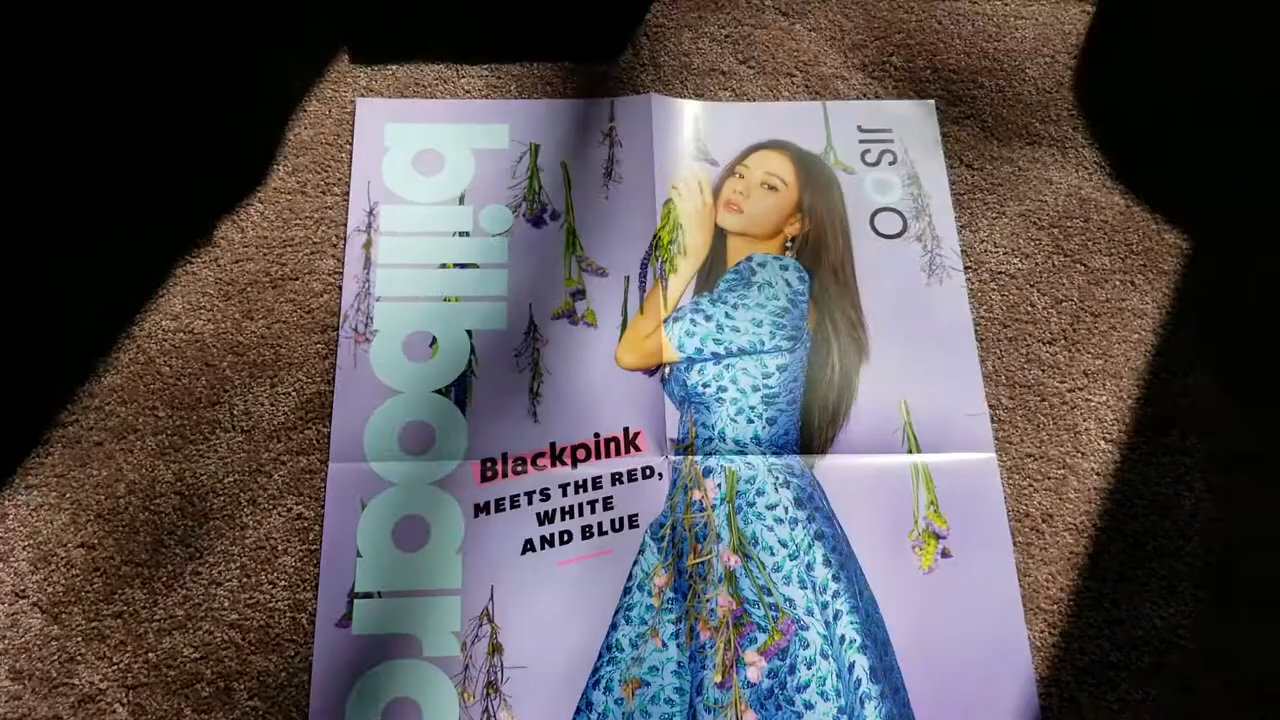 billboard
JISOO
Blackpink
MEETS THE RED,
WHITE
AND BLUE